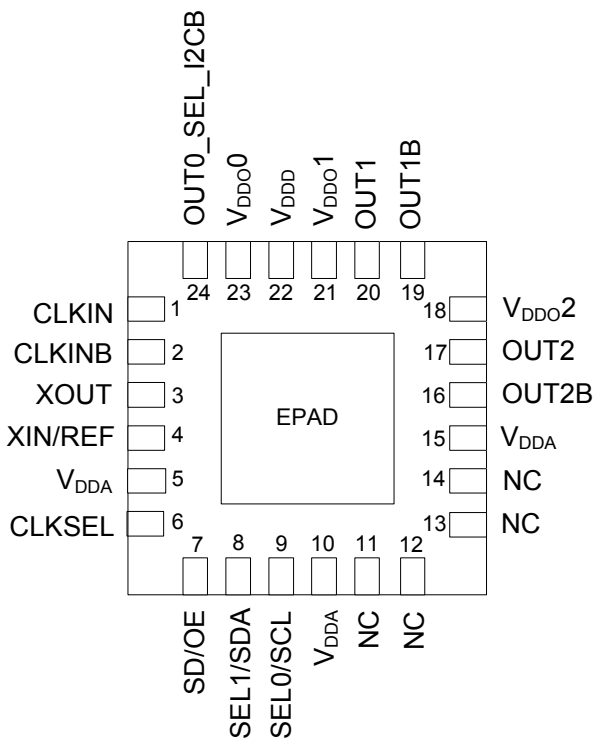 OUT0_SEL_I2CB
VDDO0
VDDD
VDDO1
OUT1
OUT1B
24 23 22 21 20 19
CLKIN 1
CLKINB 2
XOUT 3
XIN/REF 4
VDDA 5
CLKSEL 6
EPAD
18 VDDO2
17 OUT2
16 OUT2B
15 VDDA
14 NC
13 NC
7 8 9 10 11 12
SD/OE
SEL1/SDA
SEL0/SCL
VDDA
NC
NC